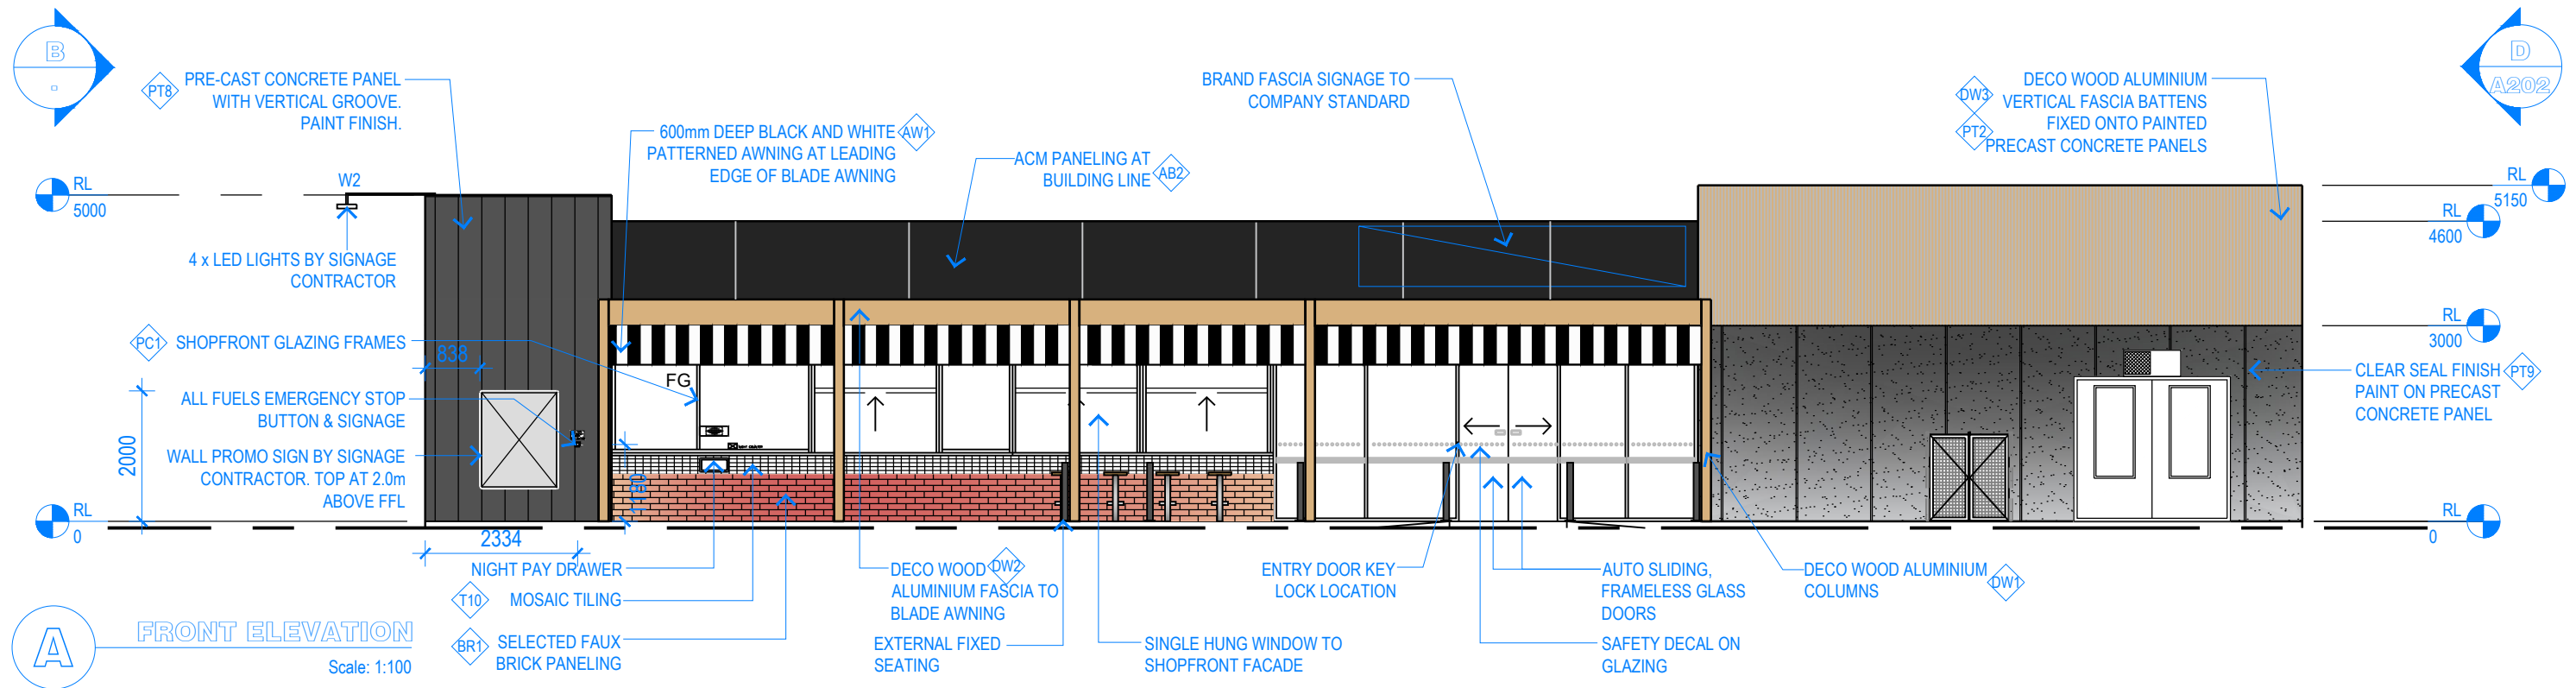 B
D
A202
PT8
PRE-CAST CONCRETE PANEL
WITH VERTICAL GROOVE.
PAINT FINISH.
600mm DEEP BLACK AND WHITE
PATTERNED AWNING AT LEADING
EDGE OF BLADE AWNING
AW1
ACM PANELING AT
BUILDING LINE
AB2
BRAND FASCIA SIGNAGE TO
COMPANY STANDARD
DW3
PT2
DECO WOOD ALUMINIUM
VERTICAL FASCIA BATTENS
FIXED ONTO PAINTED
PRECAST CONCRETE PANELS
RL
5000
W2
RL
5150
RL
4600
4 x LED LIGHTS BY SIGNAGE
CONTRACTOR
PC1
SHOPFRONT GLAZING FRAMES
838
FG
RL
3000
CLEAR SEAL FINISH
PAINT ON PRECAST
CONCRETE PANEL
PT9
ALL FUELS EMERGENCY STOP
BUTTON & SIGNAGE
WALL PROMO SIGN BY SIGNAGE
CONTRACTOR. TOP AT 2.0m
ABOVE FFL
2000
RL
0
RL
0
2334
NIGHT PAY DRAWER
T10
MOSAIC TILING
BR1
SELECTED FAUX
BRICK PANELING
DECO WOOD
ALUMINIUM FASCIA TO
BLADE AWNING
DW2
EXTERNAL FIXED
SEATING
SINGLE HUNG WINDOW TO
SHOPFRONT FACADE
ENTRY DOOR KEY
LOCK LOCATION
AUTO SLIDING,
FRAMELESS GLASS
DOORS
SAFETY DECAL ON
GLAZING
DECO WOOD ALUMINIUM
COLUMNS
DW1
A
FRONT ELEVATION
Scale: 1:100